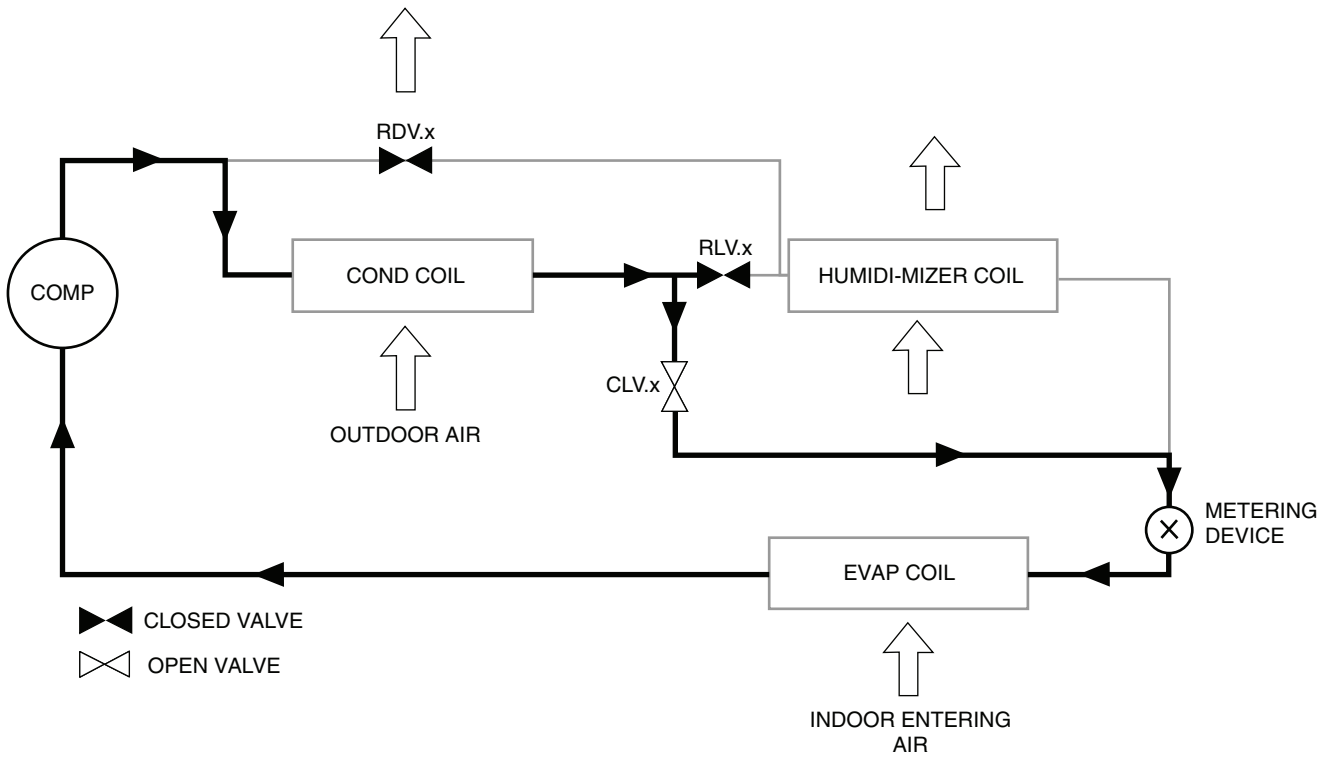 RDV.x
RLV.x
COMP
COND COIL
HUMIDI-MIZER COIL
CLV.x
OUTDOOR AIR
METERING
DEVICE
EVAP COIL
CLOSED VALVE
OPEN VALVE
INDOOR ENTERING
AIR